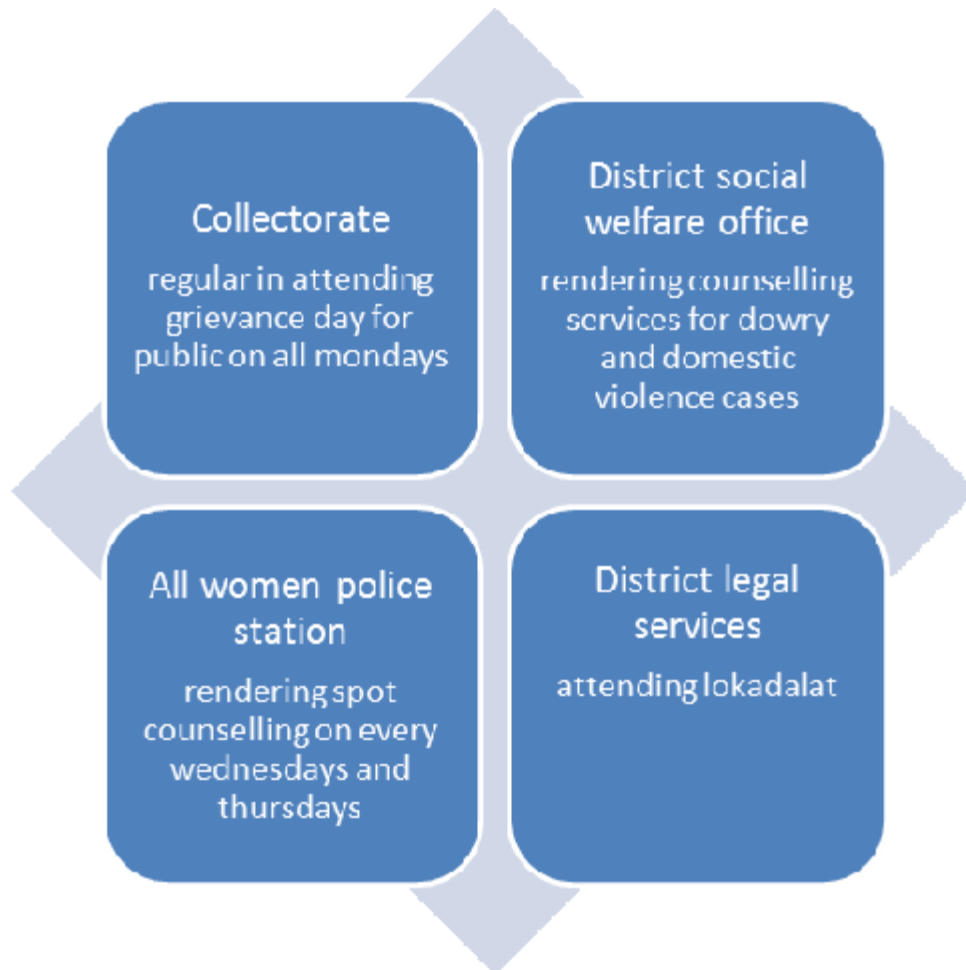 Collectorate
regular in attending
grievance day for
public on all mondays
District social
welfare office
rendering counselling
services for dowry
and domestic
violence cases
All women police
station
rendering spot
counselling on every
wednesdays and
thursdays
District legal
services
attending lokadalat